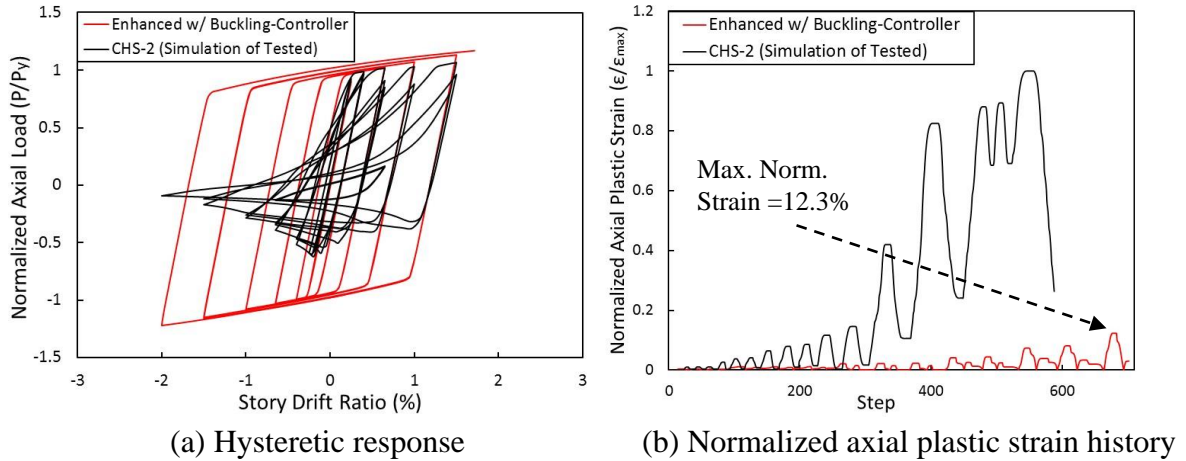 Enhanced w/ Buckling-Controller
CHS-2 (Simulation of Tested)
Normalized Axial Load (P/Py)
1.5
1
0.5
0
-0.5
-1
-1.5
-3
-2
-1
0
1
2
3
Story Drift Ratio (%)
(a) Hysteretic response
Enhanced w/ Buckling-Controller
CHS-2 (Simulation of Tested)
Normalized Axial Plastic Strain (ε/εmax)
1.2
1
0.8
0.6
0.4
0.2
0
0
200
400
600
Step
Max. Norm.
Strain =12.3%
(b) Normalized axial plastic strain history